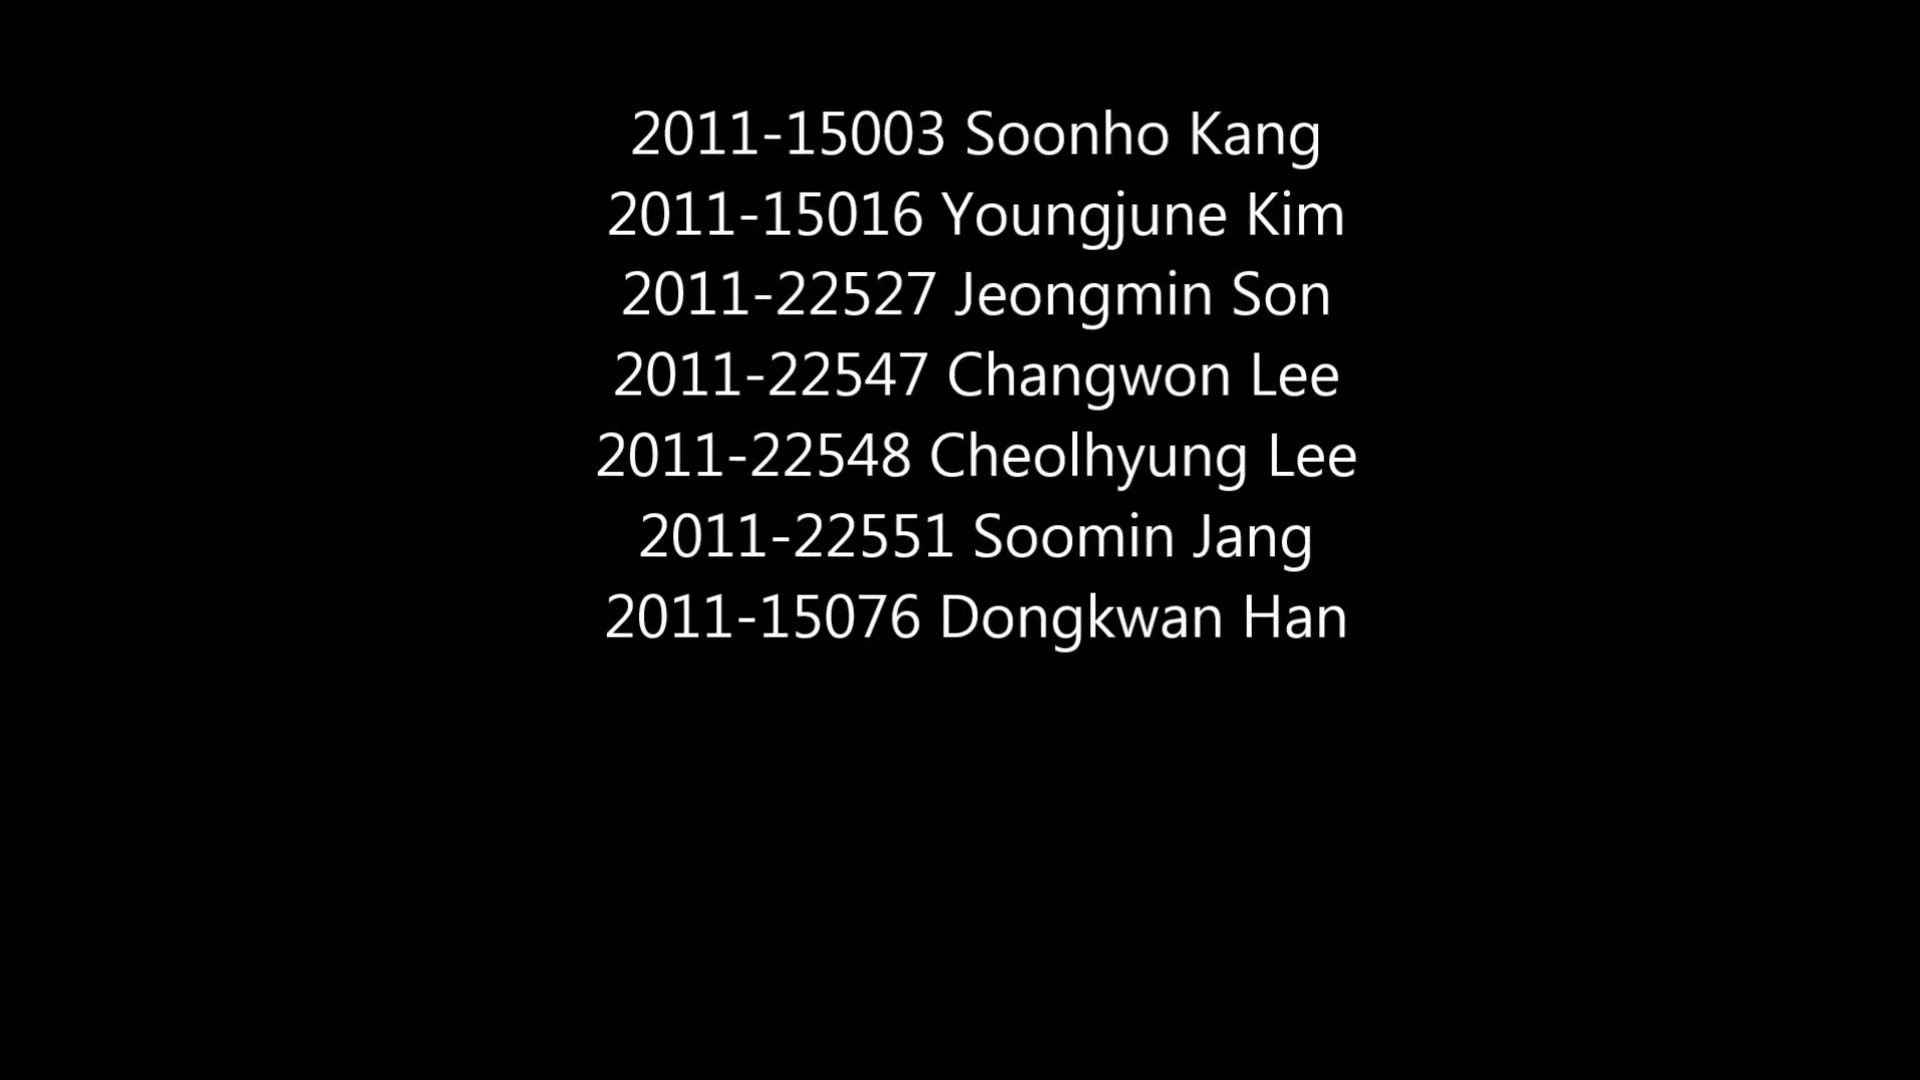 2011-15003 Soonho Kang
2011-15016 Youngjune Kim
2011-22527 Jeongmin Son
2011-22547 Changwon Lee
2011-22548 Cheolhyung Lee
2011-22551 Soomin Jang
2011-15076 Dongkwan Han